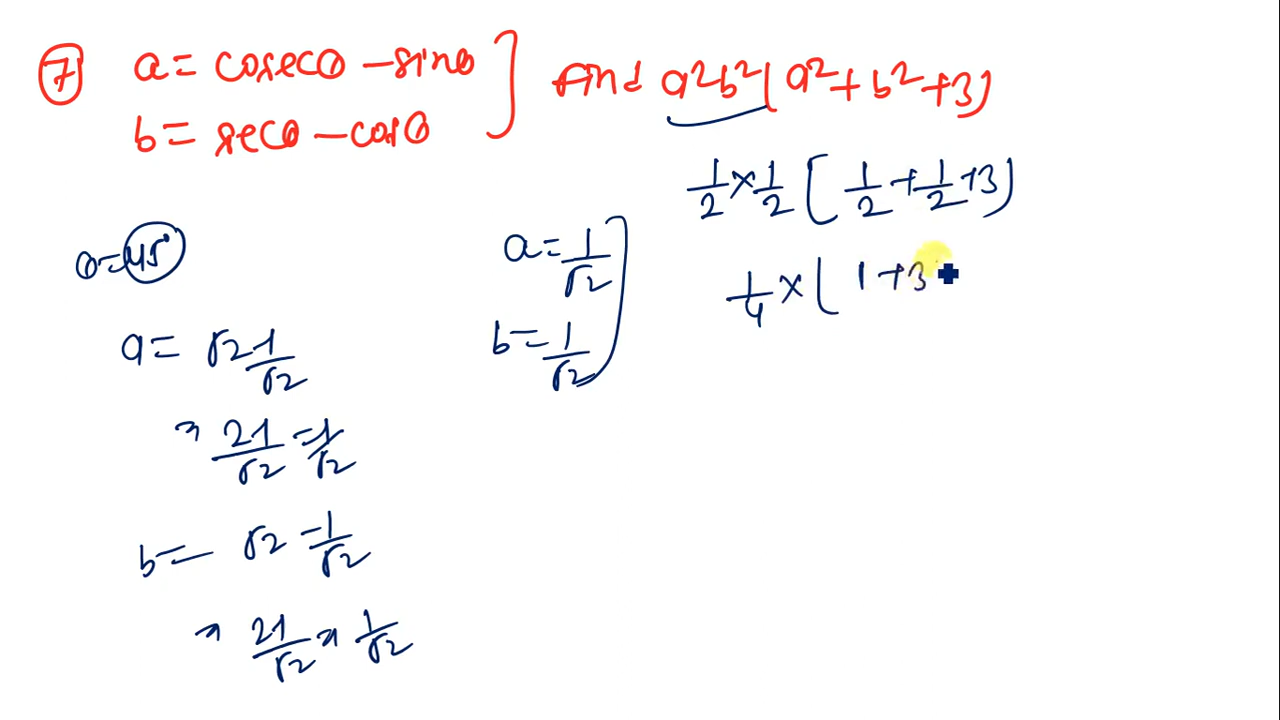 7 a = cosecθ - sinθ ] Find a²b²(a² + b² + 3)
b = secθ - cosθ
1/2 × 1/2 [ 1/2 + 1/2 + 3 )
θ = 45°
a = 1/√2
1/4 × ( 1 + 3
b = 1/√2
a = √2 - 1/√2
= 2-1/√2 = 1/√2
b = √2 - 1/√2
= 2-1/√2 = 1/√2